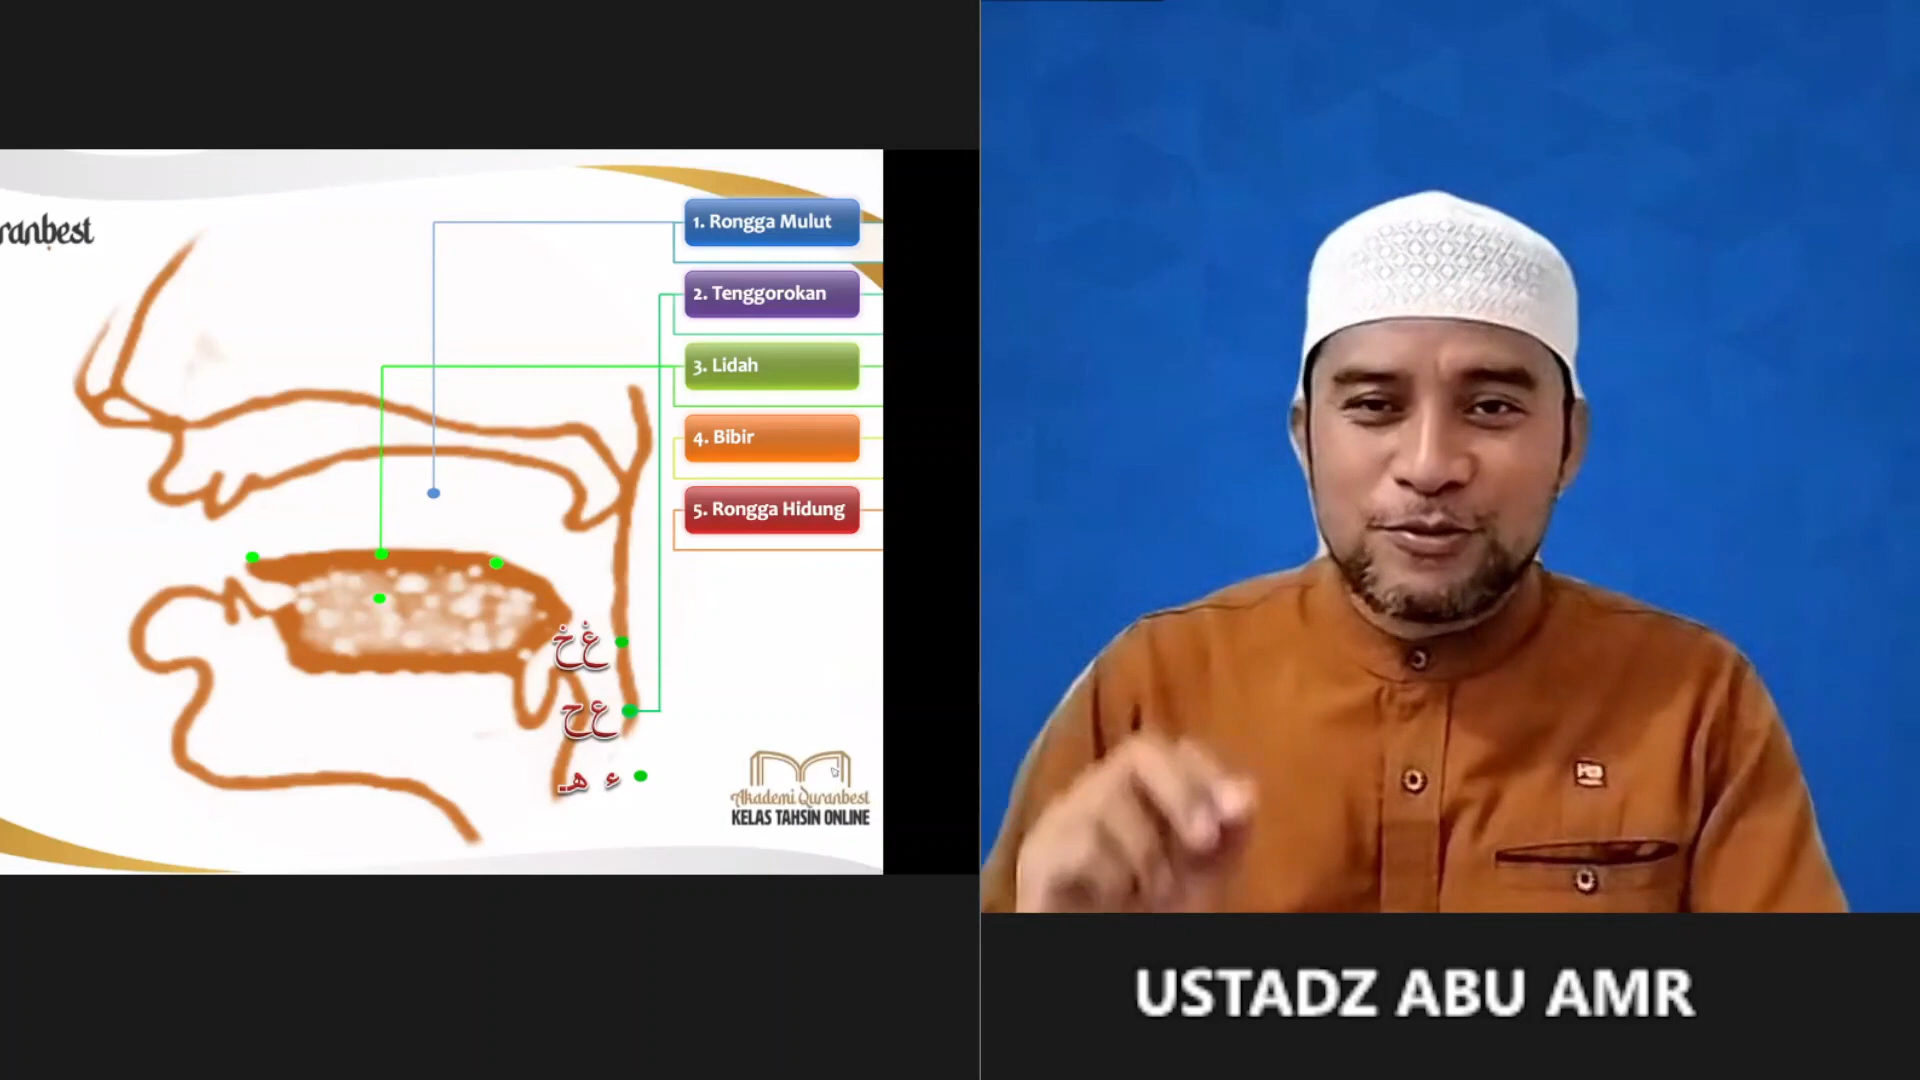 ranbest
1. Rongga Mulut
2. Tenggorokan
3. Lidah
4. Bibir
5. Rongga Hidung
غ خ
ع ح
ء هـ
Akademi Quranbest
KELAS TAHSIN ONLINE
USTADZ ABU AMR